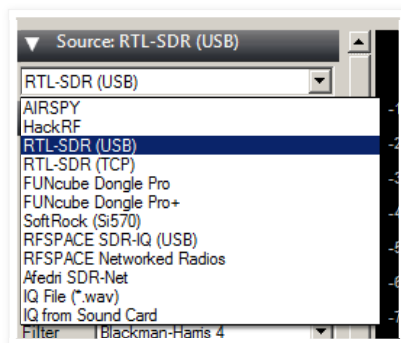 Source: RTL-SDR (USB)
RTL-SDR (USB)
AIRSPY
HackRF
RTL-SDR (USB)
RTL-SDR (TCP)
FUNcube Dongle Pro
FUNcube Dongle Pro+
SoftRock (Si570)
RFSPACE SDR-IQ (USB)
RFSPACE Networked Radios
Afedri SDR-Net
IQ File (*.wav)
IQ from Sound Card
Filter Blackman-Harris 4